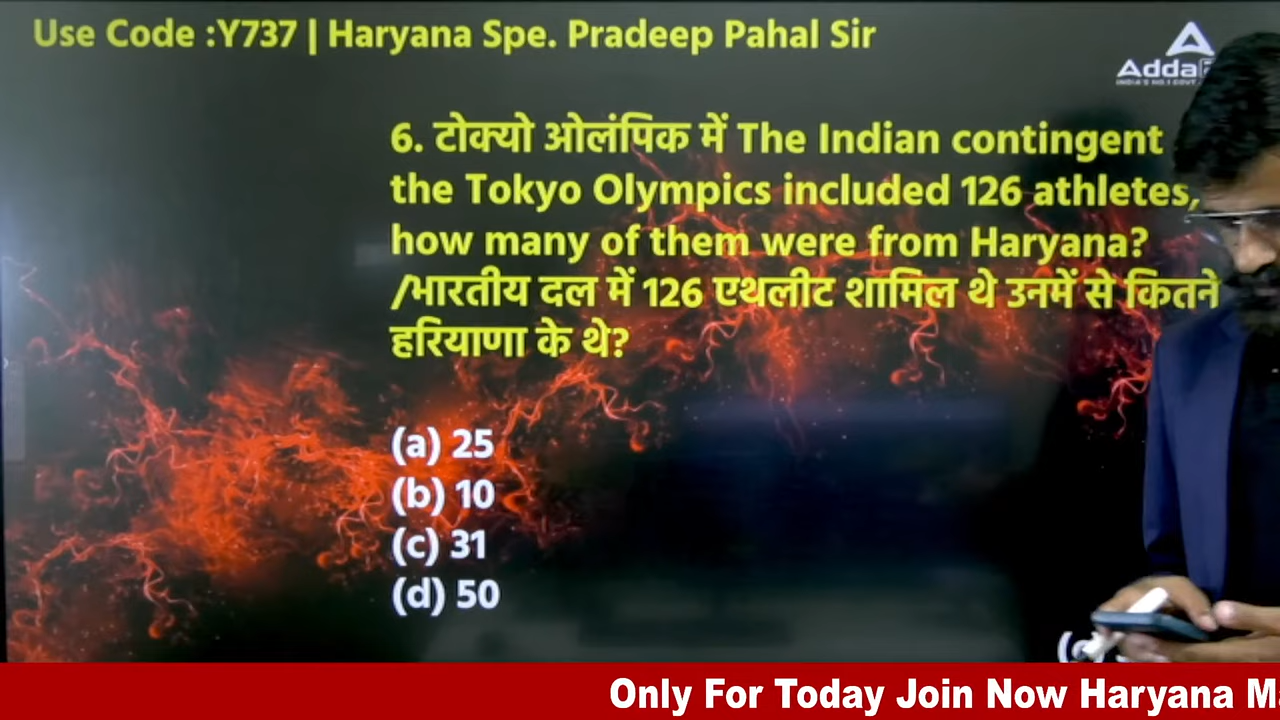 Use Code :Y737 | Haryana Spe. Pradeep Pahal Sir
Adda
6. टोक्यो ओलंपिक में The Indian contingent
the Tokyo Olympics included 126 athletes,
how many of them were from Haryana?
/भारतीय दल में 126 एथलीट शामिल थे उनमें से कितने
हरियाणा के थे?
(a) 25
(b) 10
(c) 31
(d) 50
Only For Today Join Now Haryana